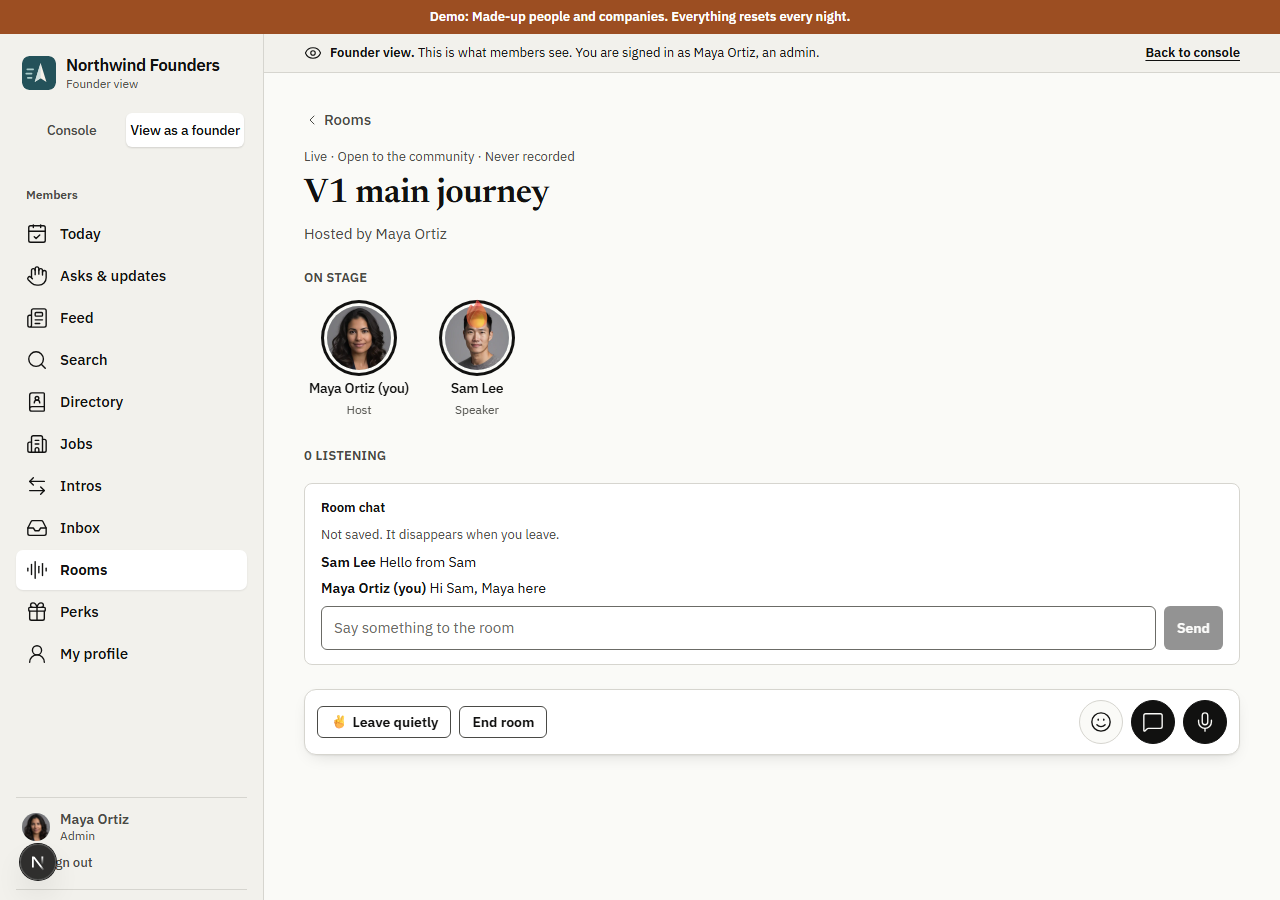 Demo: Made-up people and companies. Everything resets every night.
Northwind Founders
Founder view
Console
View as a founder
Members
Today
Asks & updates
Feed
Search
Directory
Jobs
Intros
Inbox
Rooms
Perks
My profile
Maya Ortiz
Admin
N
gn out
Founder view. This is what members see. You are signed in as Maya Ortiz, an admin.
Back to console
Rooms
Live · Open to the community · Never recorded
V1 main journey
Hosted by Maya Ortiz
ON STAGE
Maya Ortiz (you)
Host
Sam Lee
Speaker
0 LISTENING
Room chat
Not saved. It disappears when you leave.
Sam Lee Hello from Sam
Maya Ortiz (you) Hi Sam, Maya here
Say something to the room
Send
✌️ Leave quietly
End room